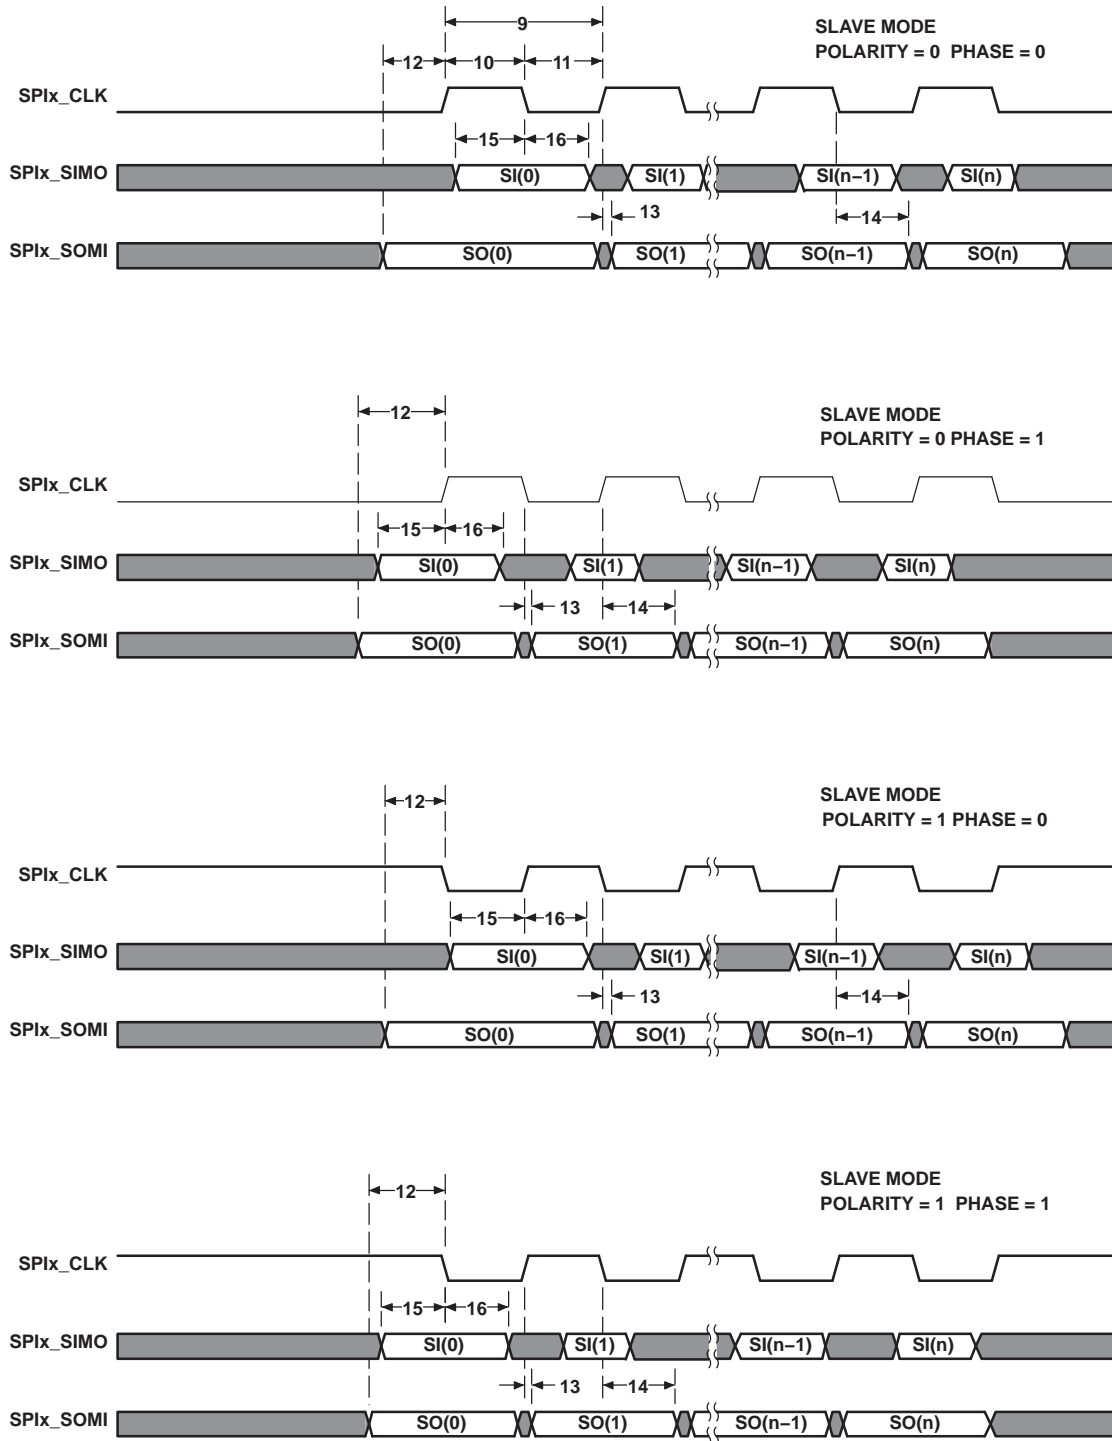 9
SLAVE MODE
POLARITY = 0 PHASE = 0
12 10 11
SPIx_CLK
15 16
SPIx_SIMO SI(0) SI(1) SI(n−1) SI(n)
13 14
SPIx_SOMI SO(0) SO(1) SO(n−1) SO(n)
12
SLAVE MODE
POLARITY = 0 PHASE = 1
SPIx_CLK
15 16
SPIx_SIMO SI(0) SI(1) SI(n−1) SI(n)
13 14
SPIx_SOMI SO(0) SO(1) SO(n−1) SO(n)
12
SLAVE MODE
POLARITY = 1 PHASE = 0
SPIx_CLK
15 16
SPIx_SIMO SI(0) SI(1) SI(n−1) SI(n)
13 14
SPIx_SOMI SO(0) SO(1) SO(n−1) SO(n)
12
SLAVE MODE
POLARITY = 1 PHASE = 1
SPIx_CLK
15 16
SPIx_SIMO SI(0) SI(1) SI(n−1) SI(n)
13 14
SPIx_SOMI SO(0) SO(1) SO(n−1) SO(n)